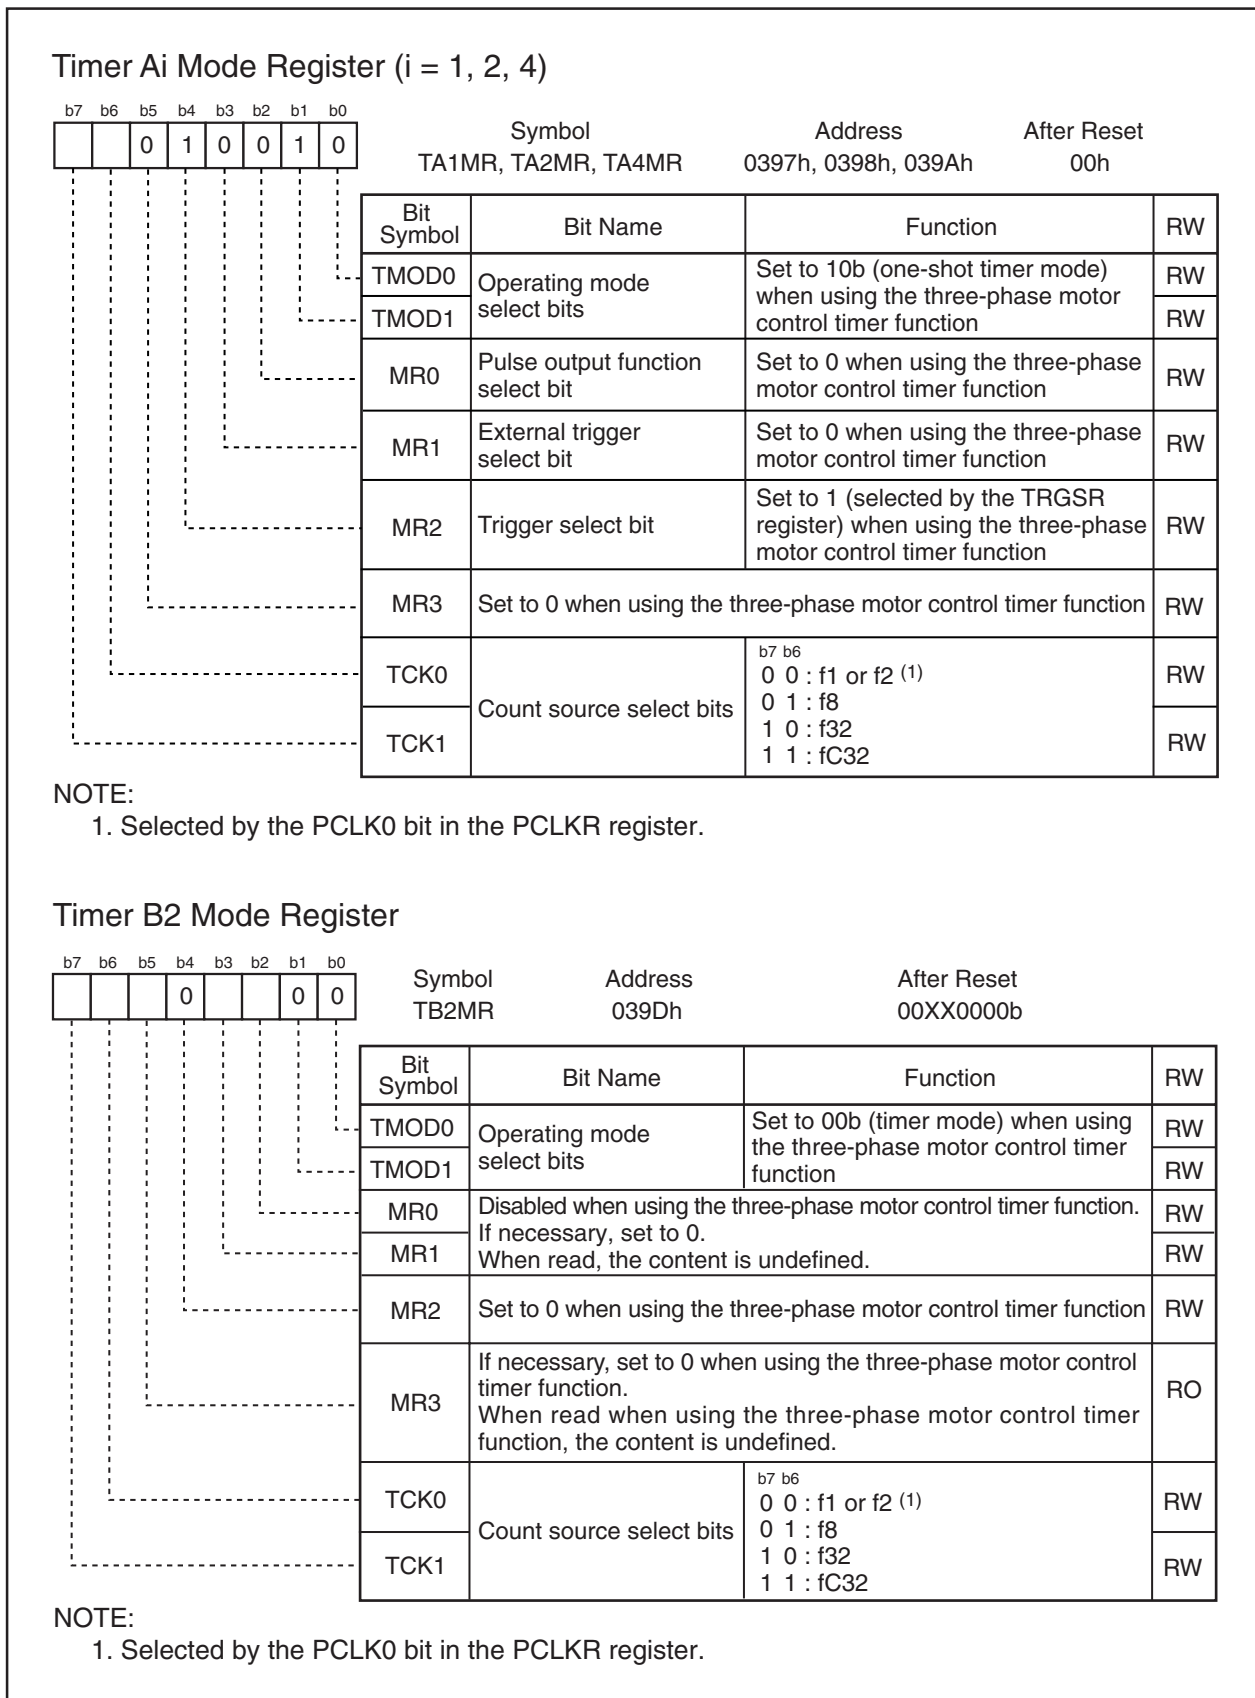 Timer Ai Mode Register (i = 1, 2, 4)
b7 b6 b5 b4 b3 b2 b1 b0
0 1 0 0 1 0
Symbol Address After Reset
TA1MR, TA2MR, TA4MR 0397h, 0398h, 039Ah 00h
Bit Symbol Bit Name Function RW
TMOD0 Operating mode select bits Set to 10b (one-shot timer mode) when using the three-phase motor control timer function RW
TMOD1 RW
MR0 Pulse output function select bit Set to 0 when using the three-phase motor control timer function RW
MR1 External trigger select bit Set to 0 when using the three-phase motor control timer function RW
MR2 Trigger select bit Set to 1 (selected by the TRGSR register) when using the three-phase motor control timer function RW
MR3 Set to 0 when using the three-phase motor control timer function RW
TCK0 Count source select bits b7 b6 RW
0 0 : f1 or f2 (1)
0 1 : f8
1 0 : f32
1 1 : fC32
TCK1 RW
NOTE:
1. Selected by the PCLK0 bit in the PCLKR register.
Timer B2 Mode Register
b7 b6 b5 b4 b3 b2 b1 b0
0 0 0
Symbol Address After Reset
TB2MR 039Dh 00XX0000b
Bit Symbol Bit Name Function RW
TMOD0 Operating mode select bits Set to 00b (timer mode) when using the three-phase motor control timer function RW
TMOD1 RW
MR0 Disabled when using the three-phase motor control timer function. RW
If necessary, set to 0.
MR1 When read, the content is undefined. RW
MR2 Set to 0 when using the three-phase motor control timer function RW
MR3 If necessary, set to 0 when using the three-phase motor control timer function. RO
When read when using the three-phase motor control timer function, the content is undefined.
TCK0 Count source select bits b7 b6 RW
0 0 : f1 or f2 (1)
0 1 : f8
1 0 : f32
1 1 : fC32
TCK1 RW
NOTE:
1. Selected by the PCLK0 bit in the PCLKR register.